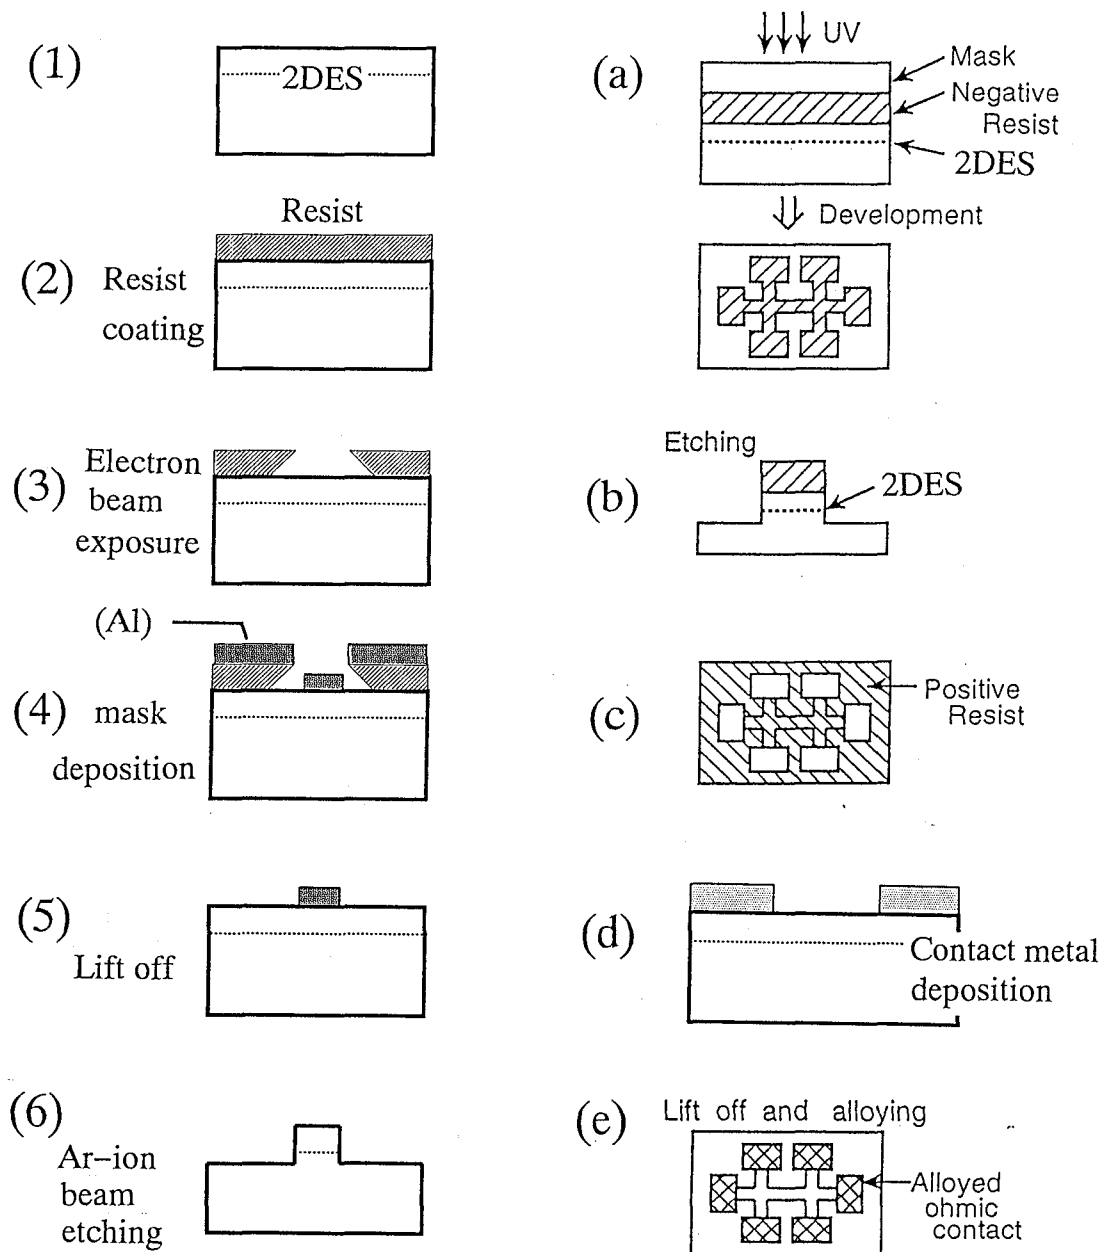 (1)
2DES
Resist
(2)
Resist
coating
(3)
Electron
beam
exposure
(Al)
(4)
mask
deposition
(5)
Lift off
(6)
Ar-ion
beam
etching
UV
(a)
Mask
Negative
Resist
2DES
Development
Etching
(b)
2DES
(c)
Positive
Resist
(d)
Contact metal
deposition
(e)
Lift off and alloying
Alloyed
ohmic
contact